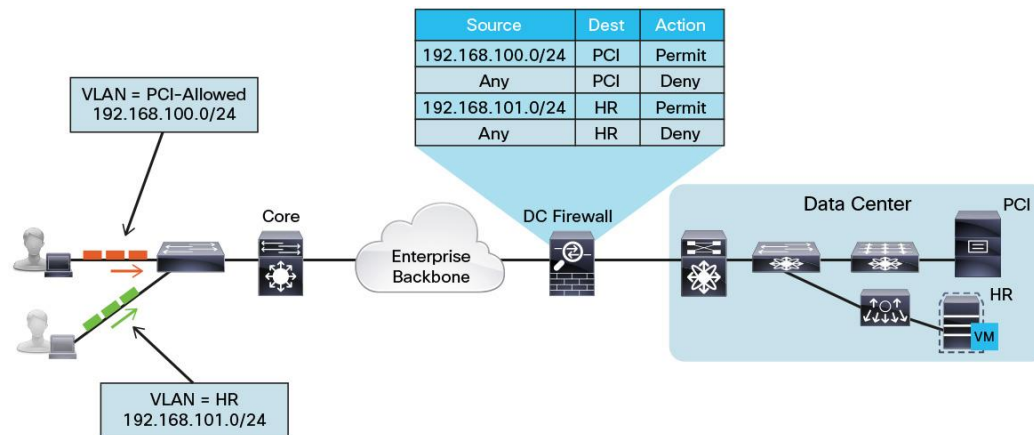 Source Dest Action
192.168.100.0/24 PCI Permit
Any PCI Deny
192.168.101.0/24 HR Permit
Any HR Deny
VLAN = PCI-Allowed
192.168.100.0/24
Core
Enterprise
Backbone
DC Firewall
Data Center
PCI
HR
VM
VLAN = HR
192.168.101.0/24